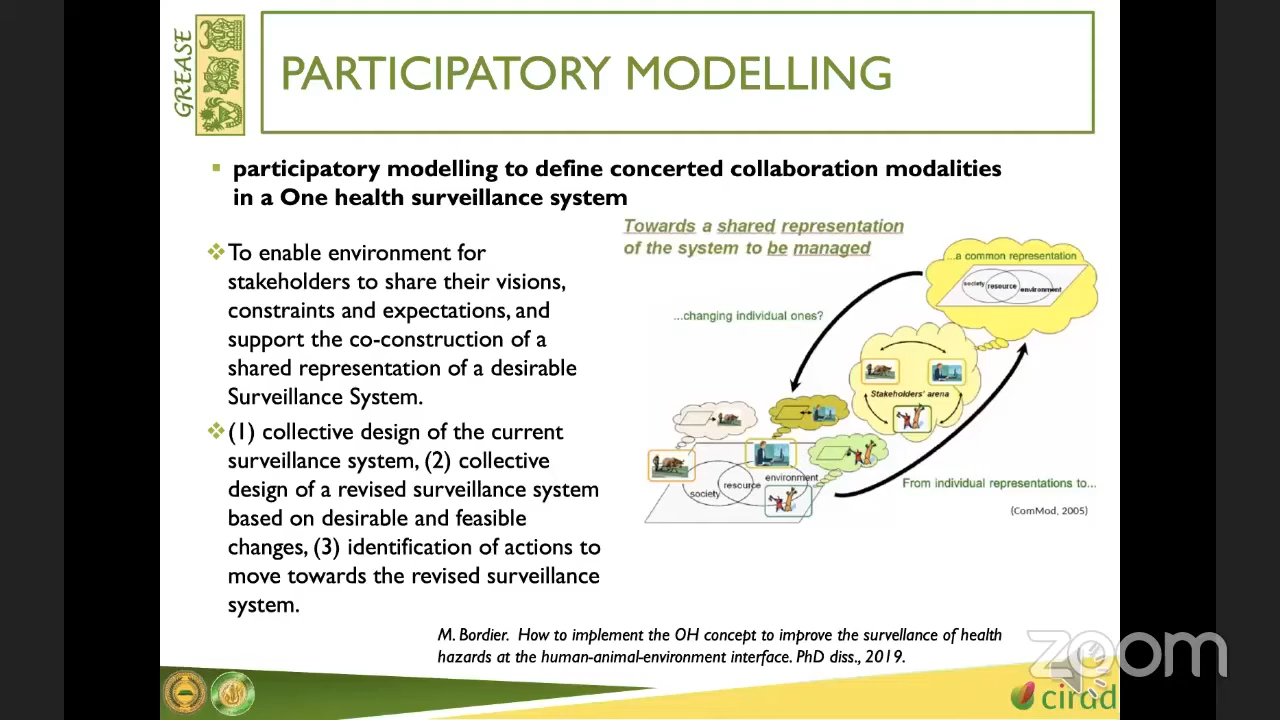 GREASE
PARTICIPATORY MODELLING
participatory modelling to define concerted collaboration modalities
in a One health surveillance system
To enable environment for
stakeholders to share their visions,
constraints and expectations, and
support the co-construction of a
shared representation of a desirable
Surveillance System.
(1) collective design of the current
surveillance system, (2) collective
design of a revised surveillance system
based on desirable and feasible
changes, (3) identification of actions to
move towards the revised surveillance
system.
Towards a shared representation
of the system to be managed
...a common representation
society
resource
environment
...changing individual ones?
Stakeholders' arena
society
resource
environment
From individual representations to...
(ComMod, 2005)
M. Bordier. How to implement the OH concept to improve the survellance of health
hazards at the human-animal-environment interface. PhD diss., 2019.
zoom
cirad